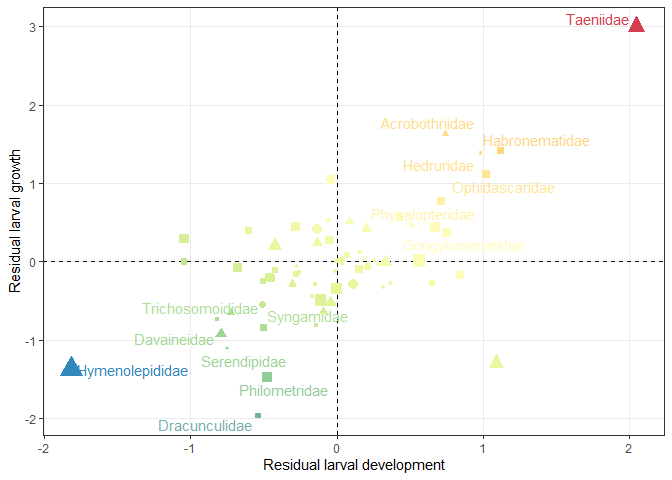 Taeniidae
3
2
Acrobothriidae
Habronematidae
Hedruridae
1
Ophidascaridae
Physalopteridae
Gongylonematidae
0
Residual larval growth
Trichosomoididae
Syngamidae
-1
Davaineidae
Serendipidae
Hymenolepididae
Philometridae
-2
Dracunculidae
-2
-1
0
1
2
Residual larval development